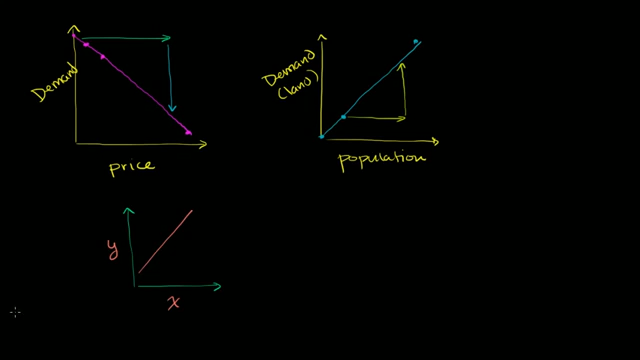 Demand
price
Demand
(land)
population
y
x